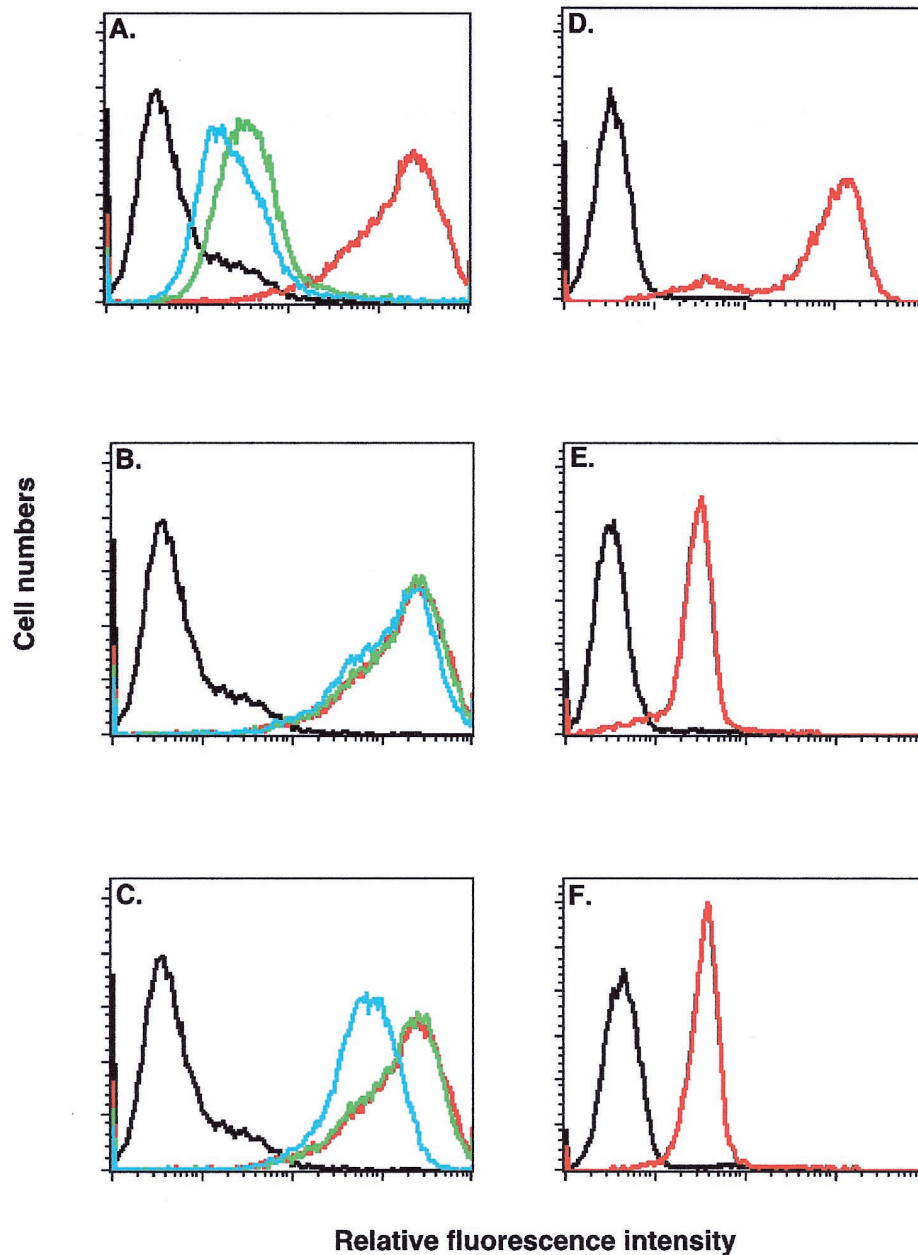 A.
D.
B.
E.
C.
F.
Cell numbers
Relative fluorescence intensity